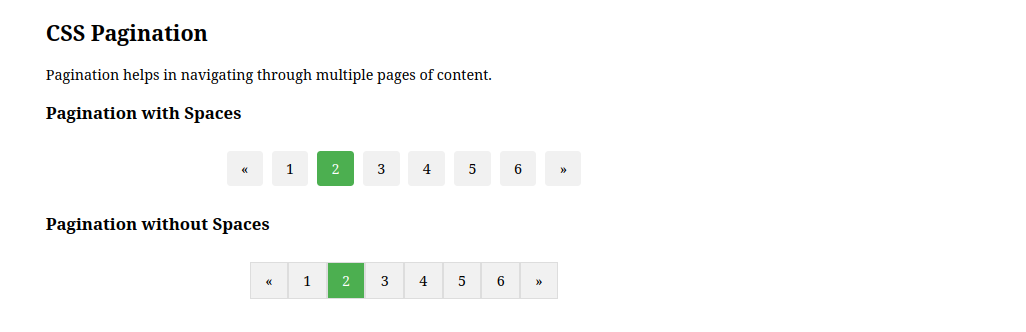 CSS Pagination
Pagination helps in navigating through multiple pages of content.
Pagination with Spaces
« 1 2 3 4 5 6 »
Pagination without Spaces
« 1 2 3 4 5 6 »